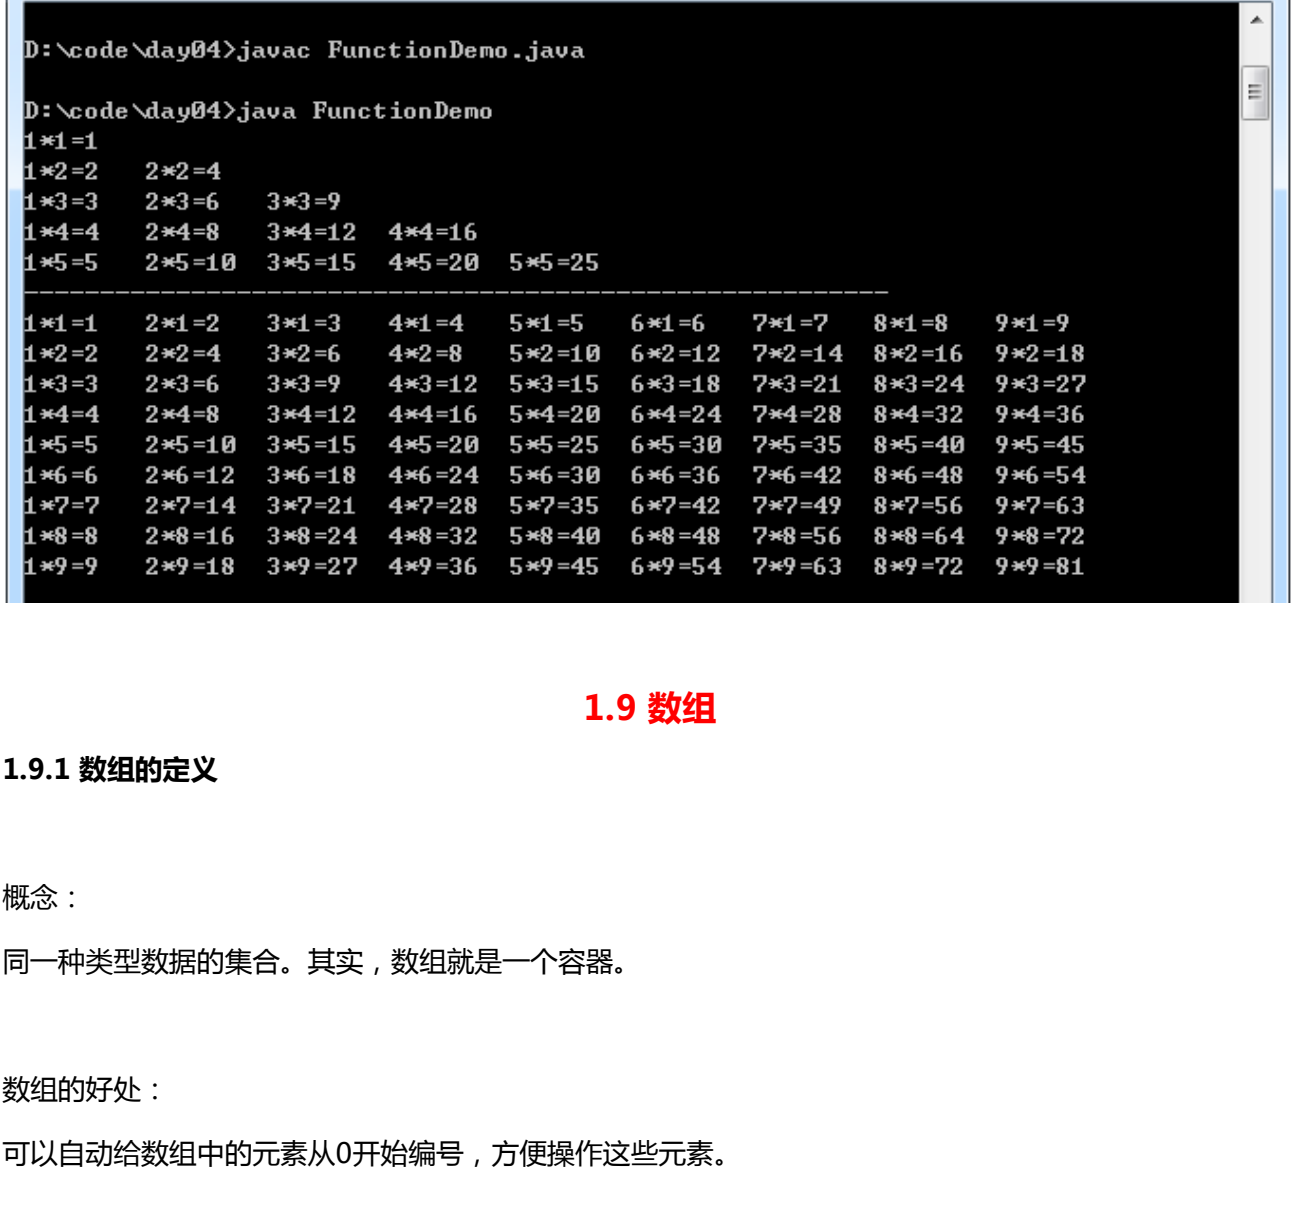 D:\code\day04>javac FunctionDemo.java
D:\code\day04>java FunctionDemo
1*1=1
1*2=2 2*2=4
1*3=3 2*3=6 3*3=9
1*4=4 2*4=8 3*4=12 4*4=16
1*5=5 2*5=10 3*5=15 4*5=20 5*5=25
---------------------------------------------------------
1*1=1 2*1=2 3*1=3 4*1=4 5*1=5 6*1=6 7*1=7 8*1=8 9*1=9
1*2=2 2*2=4 3*2=6 4*2=8 5*2=10 6*2=12 7*2=14 8*2=16 9*2=18
1*3=3 2*3=6 3*3=9 4*3=12 5*3=15 6*3=18 7*3=21 8*3=24 9*3=27
1*4=4 2*4=8 3*4=12 4*4=16 5*4=20 6*4=24 7*4=28 8*4=32 9*4=36
1*5=5 2*5=10 3*5=15 4*5=20 5*5=25 6*5=30 7*5=35 8*5=40 9*5=45
1*6=6 2*6=12 3*6=18 4*6=24 5*6=30 6*6=36 7*6=42 8*6=48 9*6=54
1*7=7 2*7=14 3*7=21 4*7=28 5*7=35 6*7=42 7*7=49 8*7=56 9*7=63
1*8=8 2*8=16 3*8=24 4*8=32 5*8=40 6*8=48 7*8=56 8*8=64 9*8=72
1*9=9 2*9=18 3*9=27 4*9=36 5*9=45 6*9=54 7*9=63 8*9=72 9*9=81
1.9 数组
1.9.1 数组的定义
概念：
同一种类型数据的集合。其实，数组就是一个容器。
数组的好处：
可以自动给数组中的元素从0开始编号，方便操作这些元素。